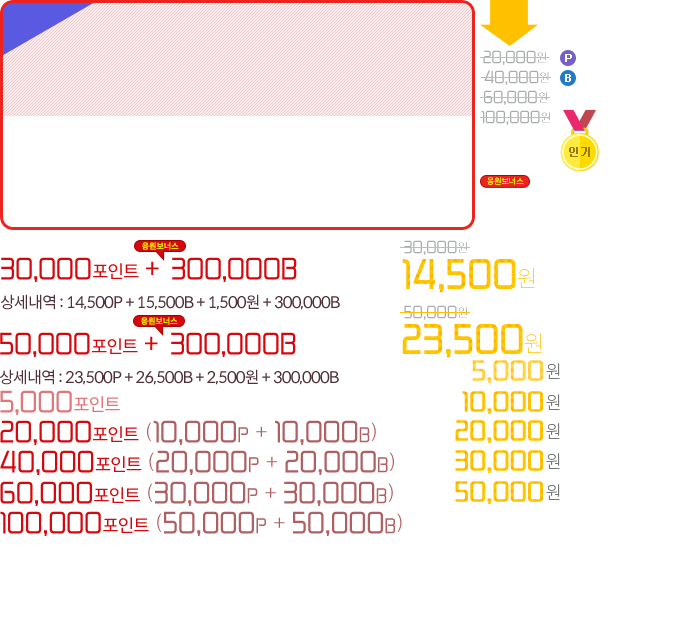 20,000원 P
40,000원 B
60,000원
100,000원
인기
응원보너스
응원보너스
30,000포인트 + 300,000B
30,000원
14,500원
상세내역 : 14,500P + 15,500B + 1,500원 + 300,000B
응원보너스
50,000포인트 + 300,000B
50,000원
23,500원
상세내역 : 23,500P + 26,500B + 2,500원 + 300,000B
5,000원
5,000포인트
10,000원
20,000포인트 (10,000P + 10,000B)
20,000원
40,000포인트 (20,000P + 20,000B)
30,000원
60,000포인트 (30,000P + 30,000B)
50,000원
100,000포인트 (50,000P + 50,000B)